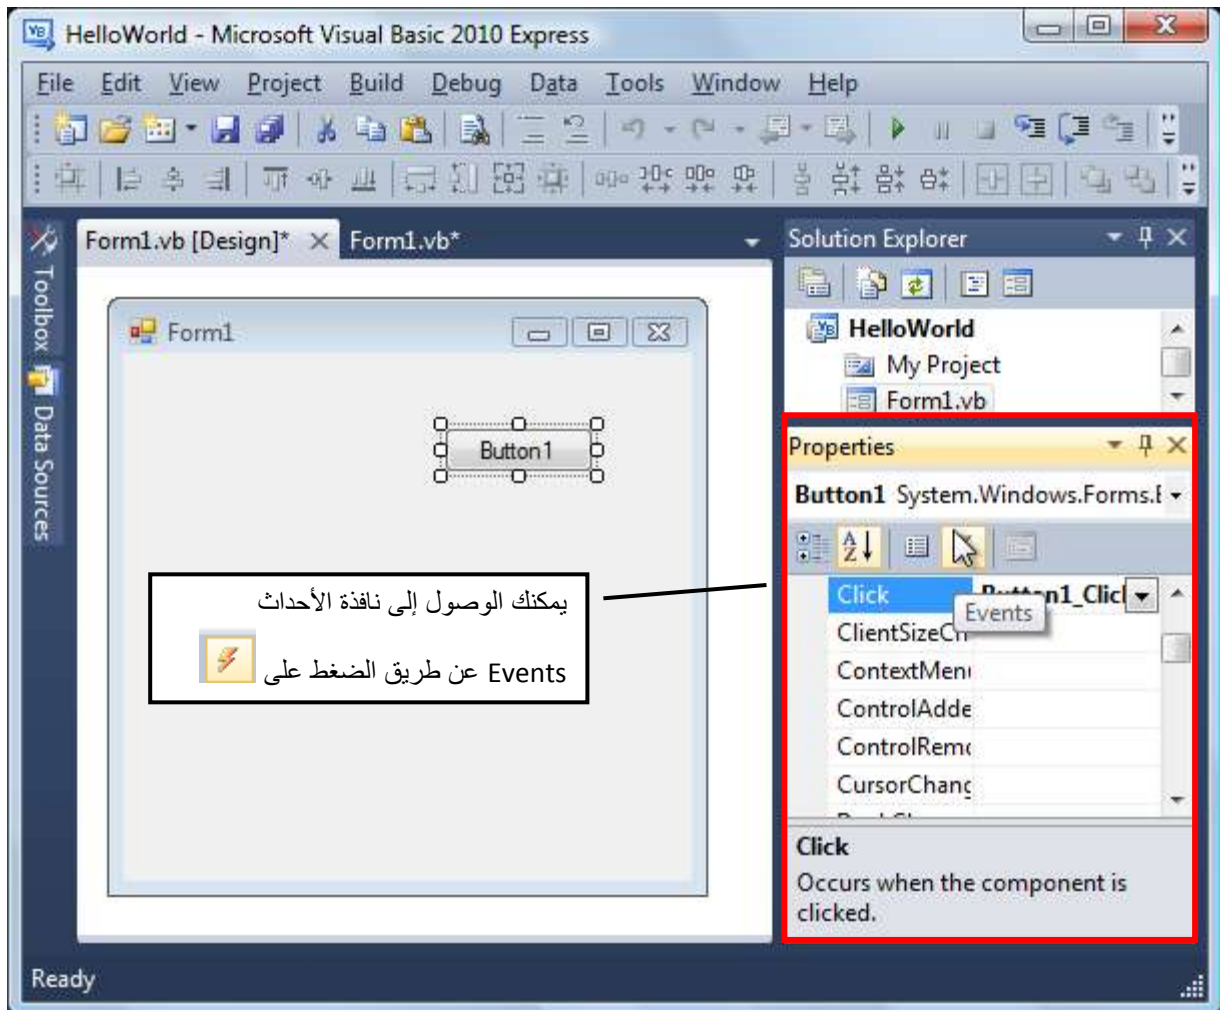 HelloWorld - Microsoft Visual Basic 2010 Express
File Edit View Project Build Debug Data Tools Window Help
Form1.vb [Design]* Form1.vb*
Toolbox
Data Sources
Form1
Button1
يمكنك الوصول إلى نافذة الأحداث
Events عن طريق الضغط على
Solution Explorer
HelloWorld
My Project
Form1.vb
Properties
Button1 System.Windows.Forms.
Click
Events
ClientSizeCh
ContextMen
ControlAdde
ControlRem
CursorChang
Click
Occurs when the component is
clicked.
Ready